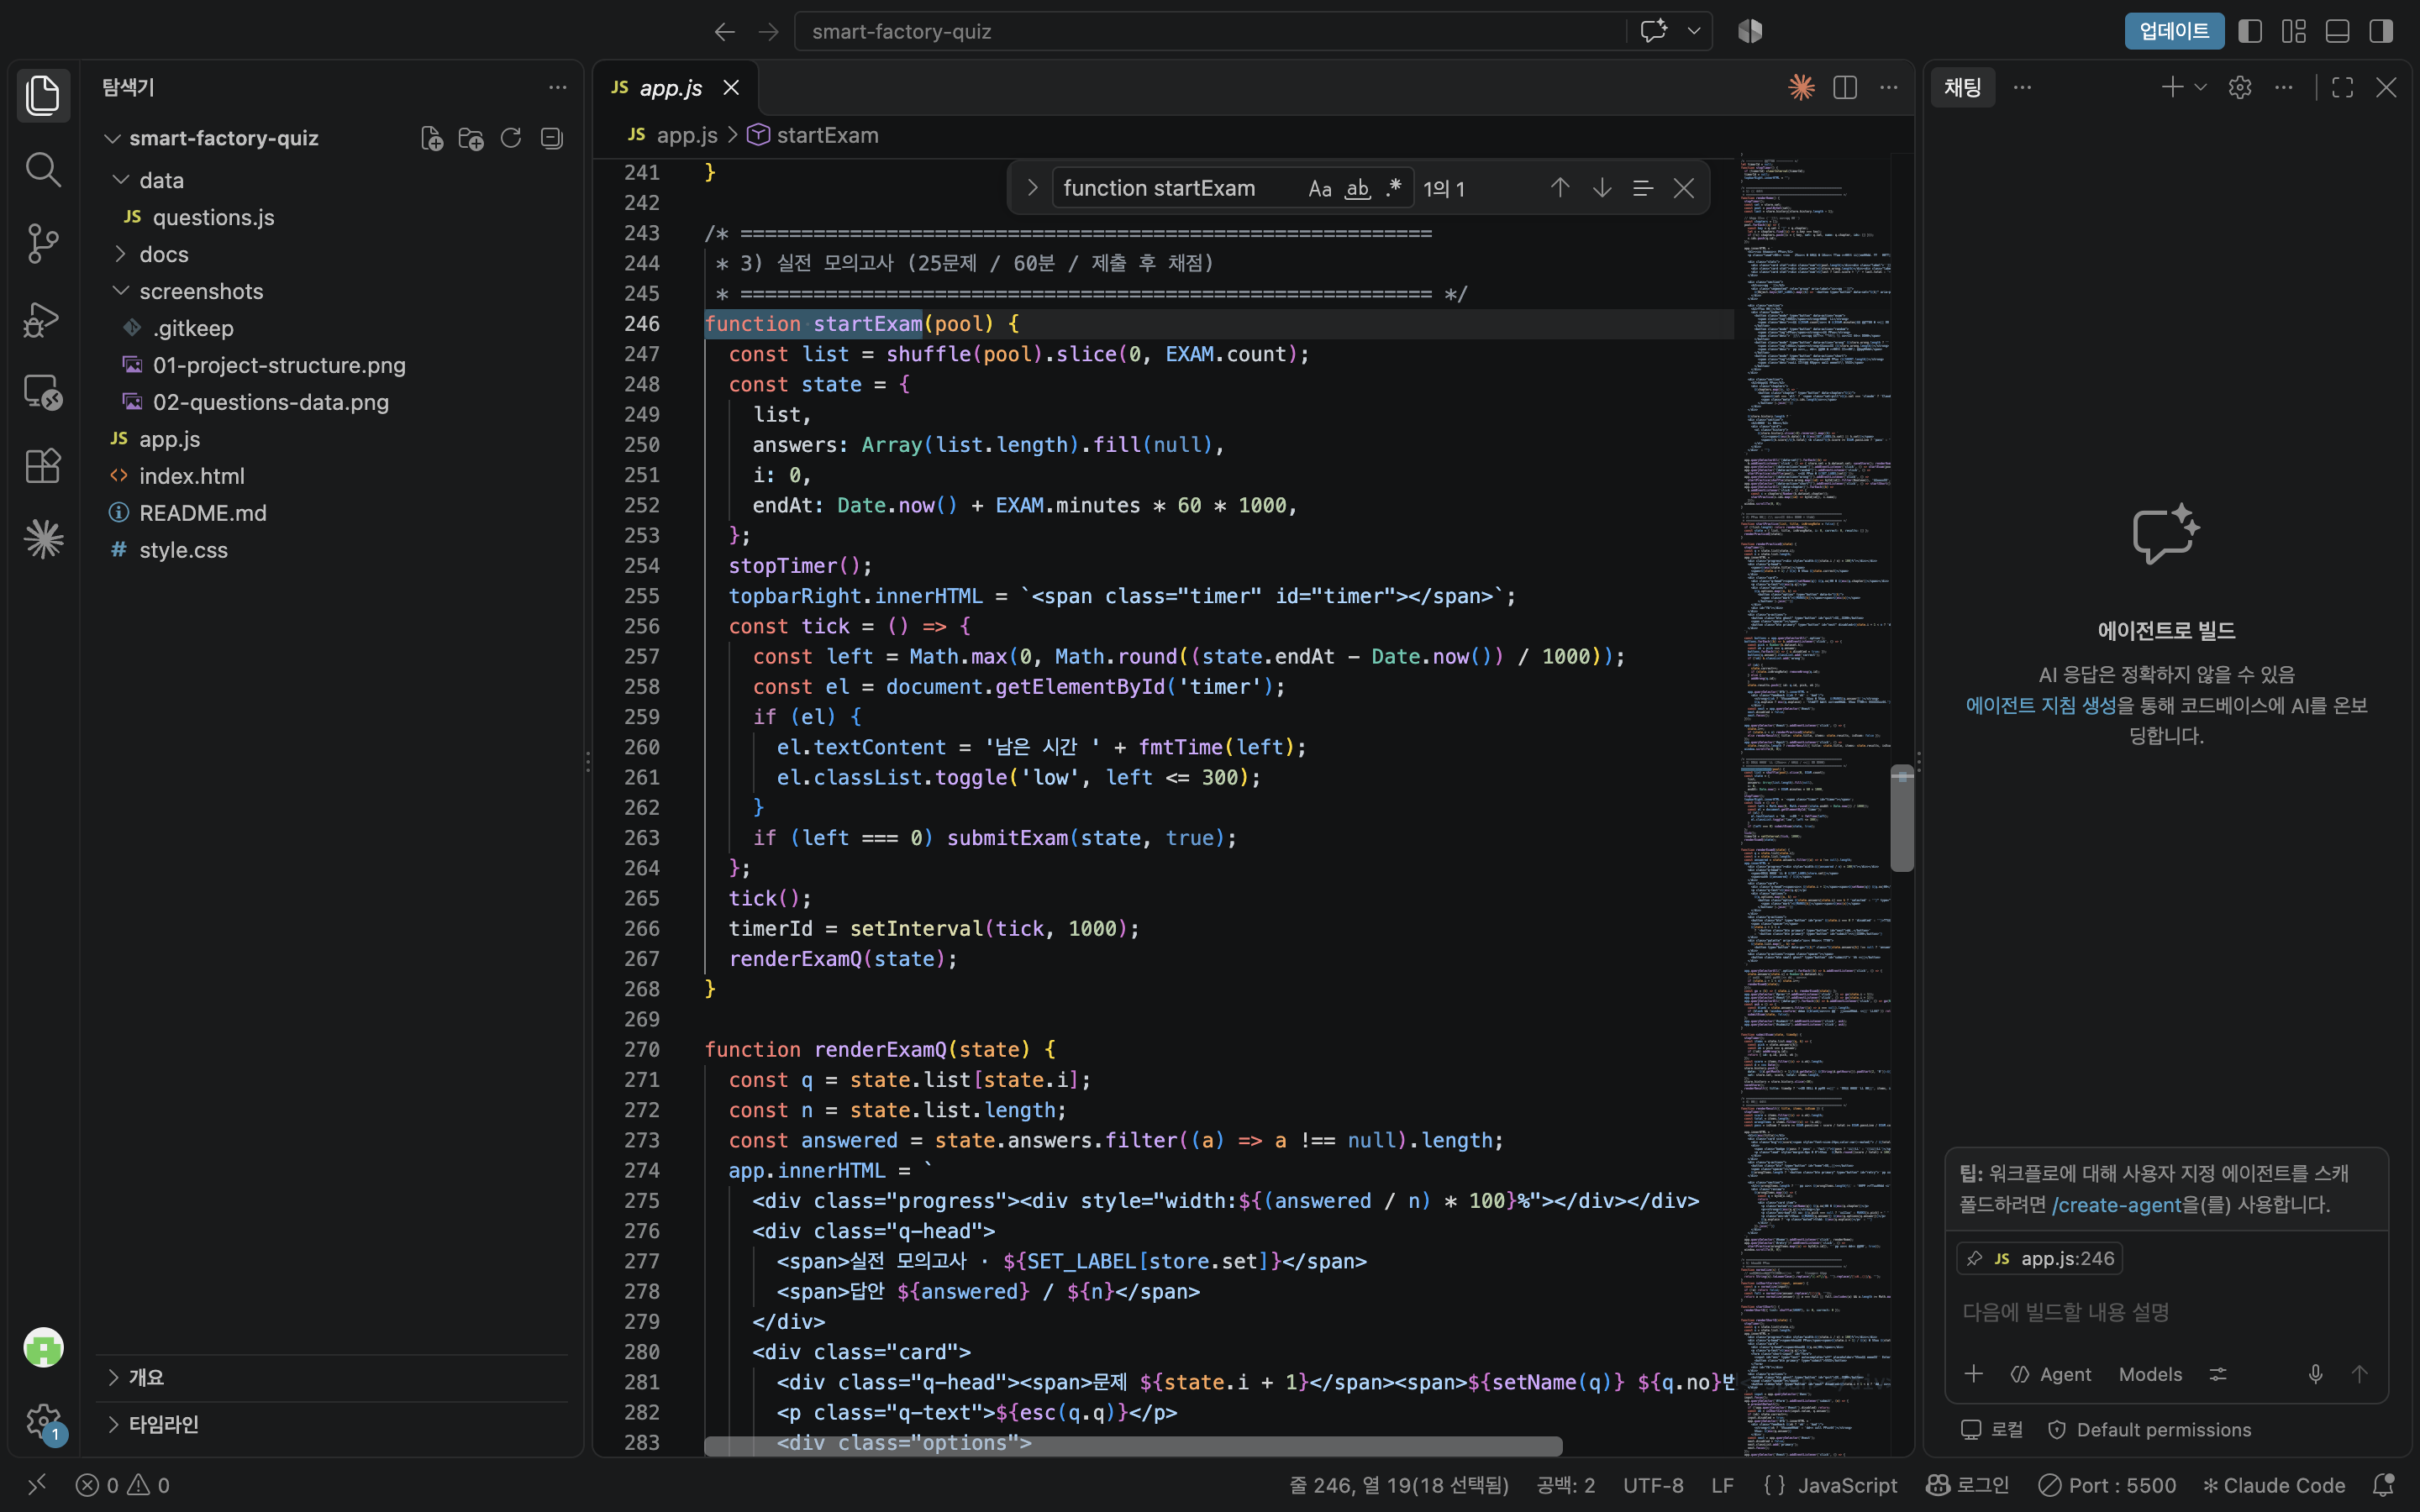 smart-factory-quiz
업데이트
탐색기
smart-factory-quiz
data
JS questions.js
docs
screenshots
.gitkeep
01-project-structure.png
02-questions-data.png
JS app.js
<> index.html
README.md
# style.css
개요
타임라인
1
JS app.js
JS app.js > startExam
function startExam
Aa ab .* 1의 1
241 }
242
243 /* =========================================================
244 * 3) 실전 모의고사 (25문제 / 60분 / 제출 후 채점)
245 * ========================================================= */
246 function startExam(pool) {
247 const list = shuffle(pool).slice(0, EXAM.count);
248 const state = {
249 list,
250 answers: Array(list.length).fill(null),
251 i: 0,
252 endAt: Date.now() + EXAM.minutes * 60 * 1000,
253 };
254 stopTimer();
255 topbarRight.innerHTML = `<span class="timer" id="timer"></span>`;
256 const tick = () => {
257 const left = Math.max(0, Math.round((state.endAt - Date.now()) / 1000));
258 const el = document.getElementById('timer');
259 if (el) {
260 el.textContent = '남은 시간 ' + fmtTime(left);
261 el.classList.toggle('low', left <= 300);
262 }
263 if (left === 0) submitExam(state, true);
264 };
265 tick();
266 timerId = setInterval(tick, 1000);
267 renderExamQ(state);
268 }
269
270 function renderExamQ(state) {
271 const q = state.list[state.i];
272 const n = state.list.length;
273 const answered = state.answers.filter((a) => a !== null).length;
274 app.innerHTML = `
275 <div class="progress"><div style="width:${(answered / n) * 100}%"></div></div>
276 <div class="q-head">
277 <span>실전 모의고사 · ${SET_LABEL[store.set]}</span>
278 <span>답안 ${answered} / ${n}</span>
279 </div>
280 <div class="card">
281 <div class="q-head"><span>문제 ${state.i + 1}</span><span>${setName(q)} ${q.no}번
282 <p class="q-text">${esc(q.q)}</p>
283 <div class="options">
채팅
에이전트로 빌드
AI 응답은 정확하지 않을 수 있음
에이전트 지침 생성을 통해 코드베이스에 AI를 온보
딩합니다.
팁: 워크플로에 대해 사용자 지정 에이전트를 스캐
폴드하려면 /create-agent을(를) 사용합니다.
JS app.js:246
다음에 빌드할 내용 설명
Agent Models
로컬 Default permissions
0 0
줄 246, 열 19(18 선택됨) 공백: 2 UTF-8 LF { } JavaScript 로그인 Port : 5500 Claude Code